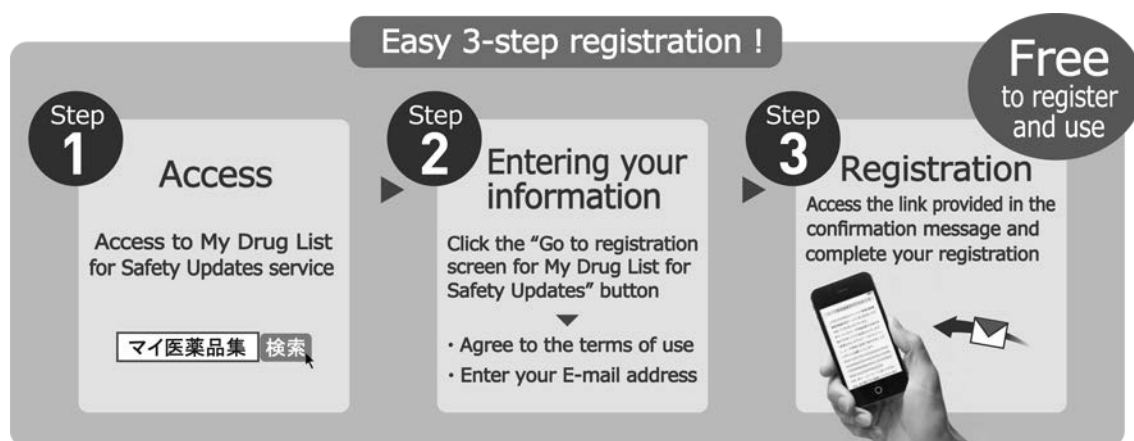 Easy 3-step registration !
Free
to register
and use
Step
1
Access
Access to My Drug List
for Safety Updates service
マイ医薬品集 検索
Step
2
Entering your
information
Click the “Go to registration
screen for My Drug List for
Safety Updates” button
・Agree to the terms of use
・Enter your E-mail address
Step
3
Registration
Access the link provided in the
confirmation message and
complete your registration